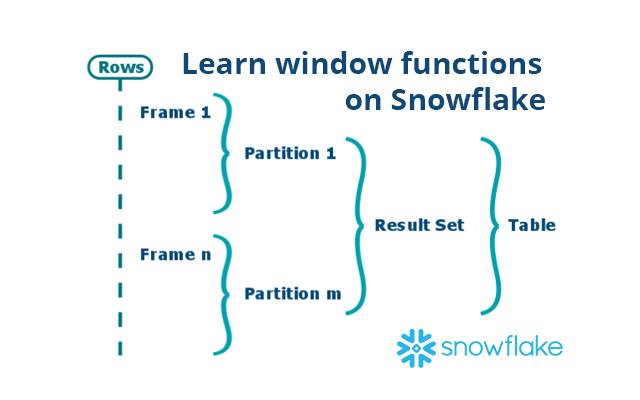 Rows
Learn window functions
on Snowflake
Frame 1
Partition 1
Result Set
Table
Frame n
Partition m
snowflake